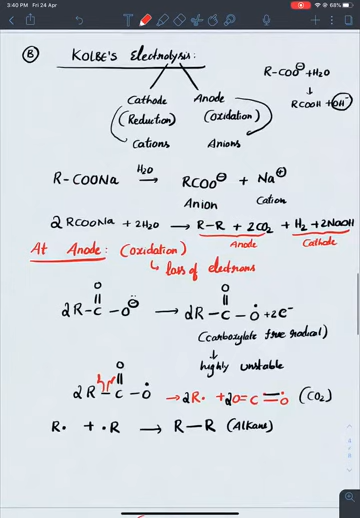 3:40 PM Fri 24 Apr
68%
(B) KOLBE'S Electrolysis:
R-COO⊖ + H2O
↓
RCOOH + OH⊖
Cathode Anode
(Reduction) (oxidation)
Cations Anions
R-COONa H2O→ RCOO⊖ + Na⊕
Anion Cation
2 RCOONa + 2H2O → R-R + 2CO2 + H2 + 2NaOH
Anode Cathode
At Anode: (oxidation)
↳ loss of electrons
O O
2R-C-O⊖ → 2R-C-O• + 2e-
(carboxylate free radical)
↓
highly unstable
O
2R-C-O• → 2R• + 2O=C=O (CO2)
R• + •R → R-R (Alkane)